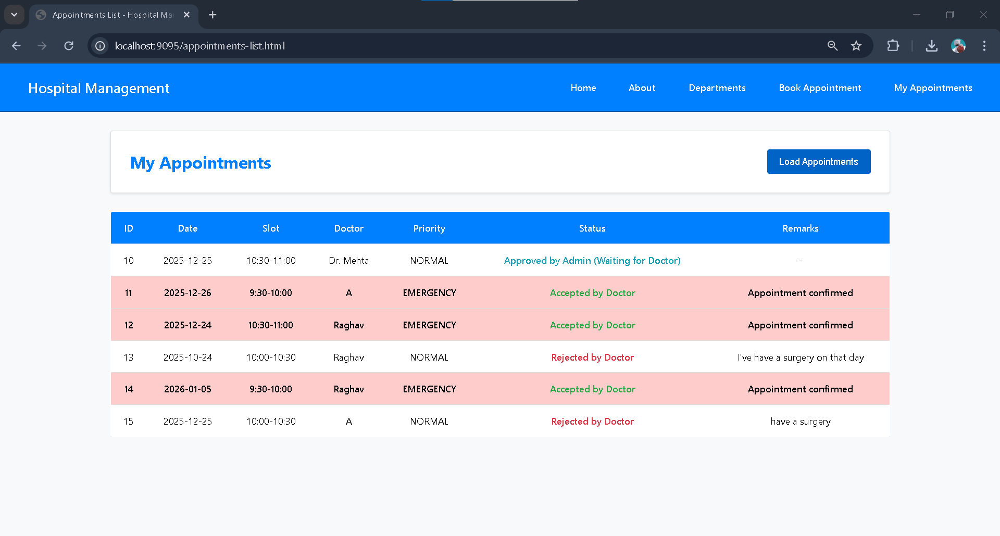 Appointments List - Hospital Ma
localhost:9095/appointments-list.html
Hospital Management Home About Departments Book Appointment My Appointments
My Appointments Load Appointments
ID Date Slot Doctor Priority Status Remarks
10 2025-12-25 10:30-11:00 Dr. Mehta NORMAL Approved by Admin (Waiting for Doctor) -
11 2025-12-26 9:30-10:00 A EMERGENCY Accepted by Doctor Appointment confirmed
12 2025-12-24 10:30-11:00 Raghav EMERGENCY Accepted by Doctor Appointment confirmed
13 2025-10-24 10:00-10:30 Raghav NORMAL Rejected by Doctor I've have a surgery on that day
14 2026-01-05 9:30-10:00 Raghav EMERGENCY Accepted by Doctor Appointment confirmed
15 2025-12-25 10:00-10:30 A NORMAL Rejected by Doctor have a surgery